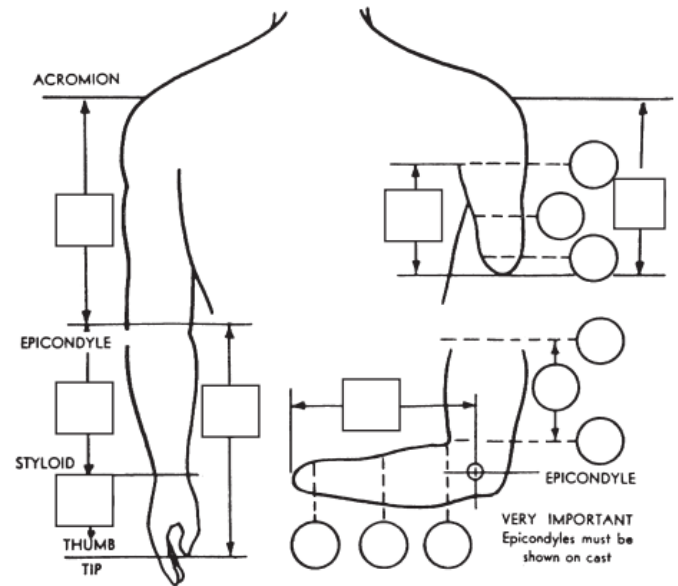 ACROMION
EPICONDYLE
STYLOID
EPICONDYLE
VERY IMPORTANT
Epicondyles must be
shown on cast
THUMB
TIP